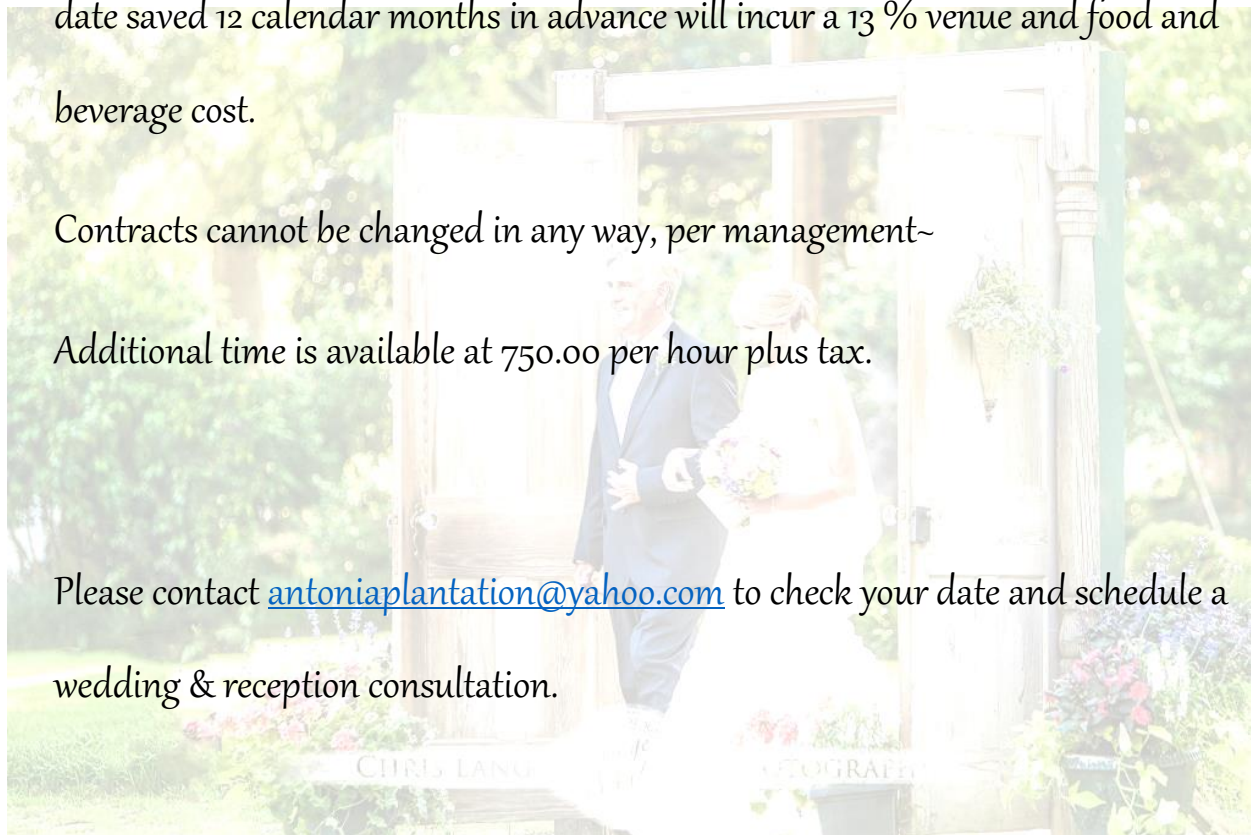 date saved 12 calendar months in advance will incur a 13 % venue and food and
beverage cost.
Contracts cannot be changed in any way, per management~
Additional time is available at 750.00 per hour plus tax.
Please contact antoniaplantation@yahoo.com to check your date and schedule a
wedding & reception consultation.
CHRIS LANG